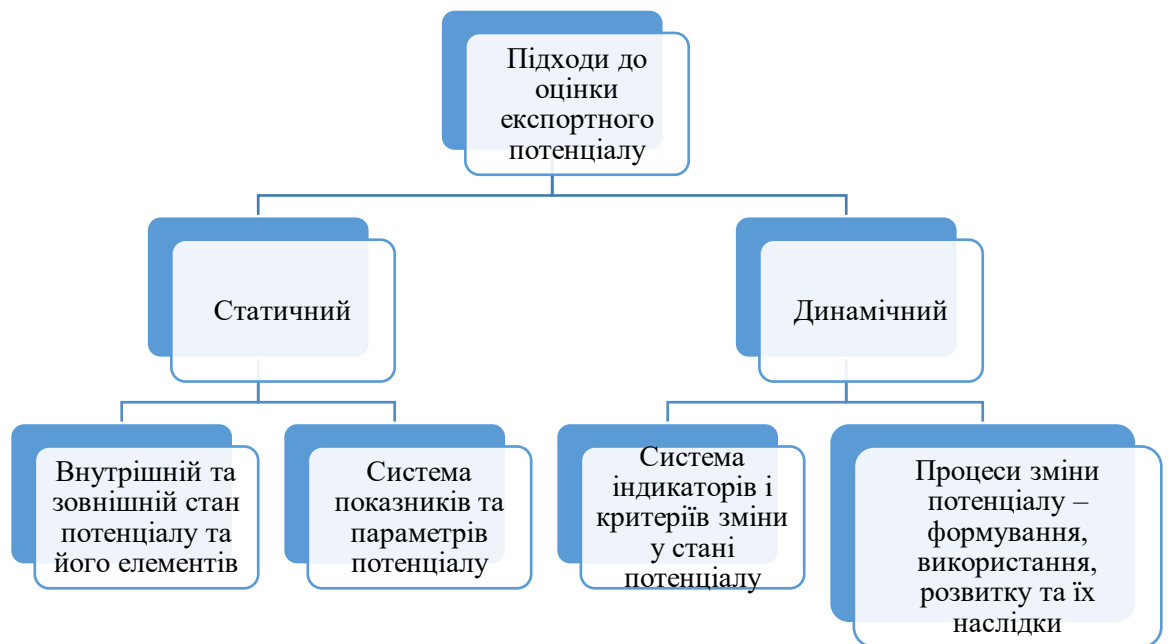 Підходи до
оцінки
експортного
потенціалу
Статичний
Динамічний
Внутрішній та
зовнішній стан
потенціалу та
його елементів
Система
показників та
параметрів
потенціалу
Система
індикаторів і
критеріїв зміни
у стані
потенціалу
Процеси зміни
потенціалу –
формування,
використання,
розвитку та їх
наслідки